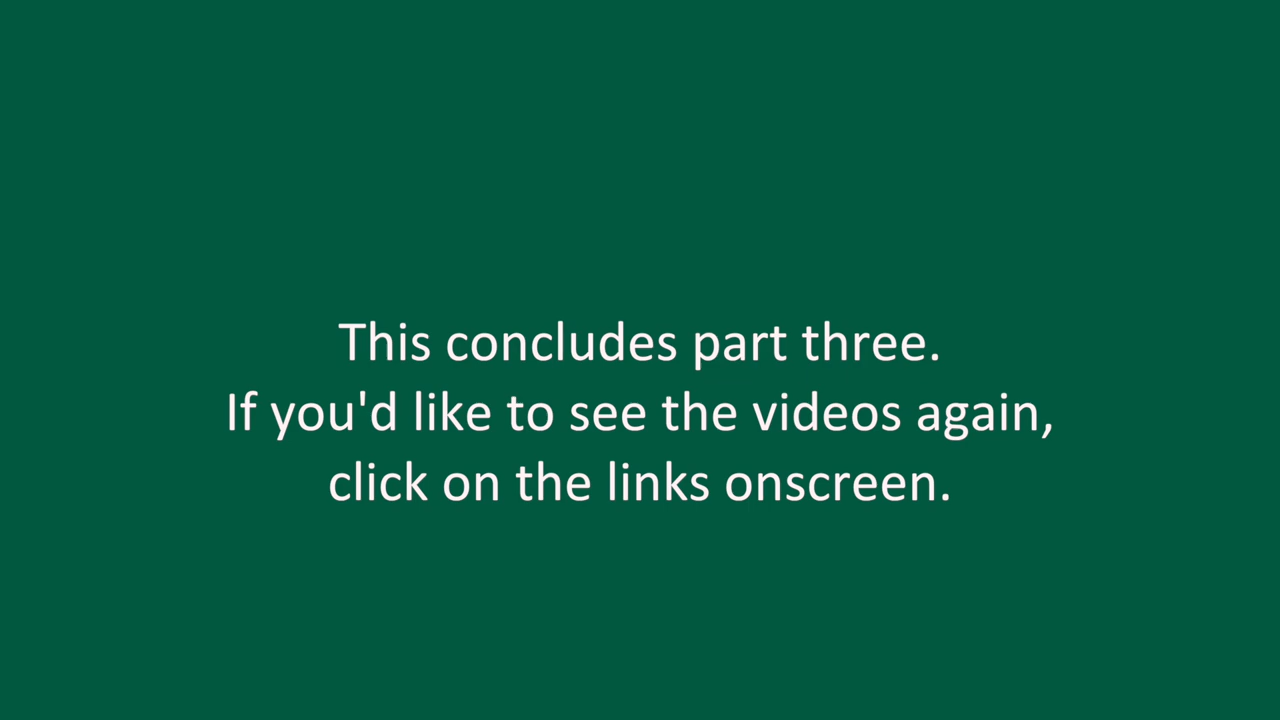 This concludes part three.
If you'd like to see the videos again,
click on the links onscreen.